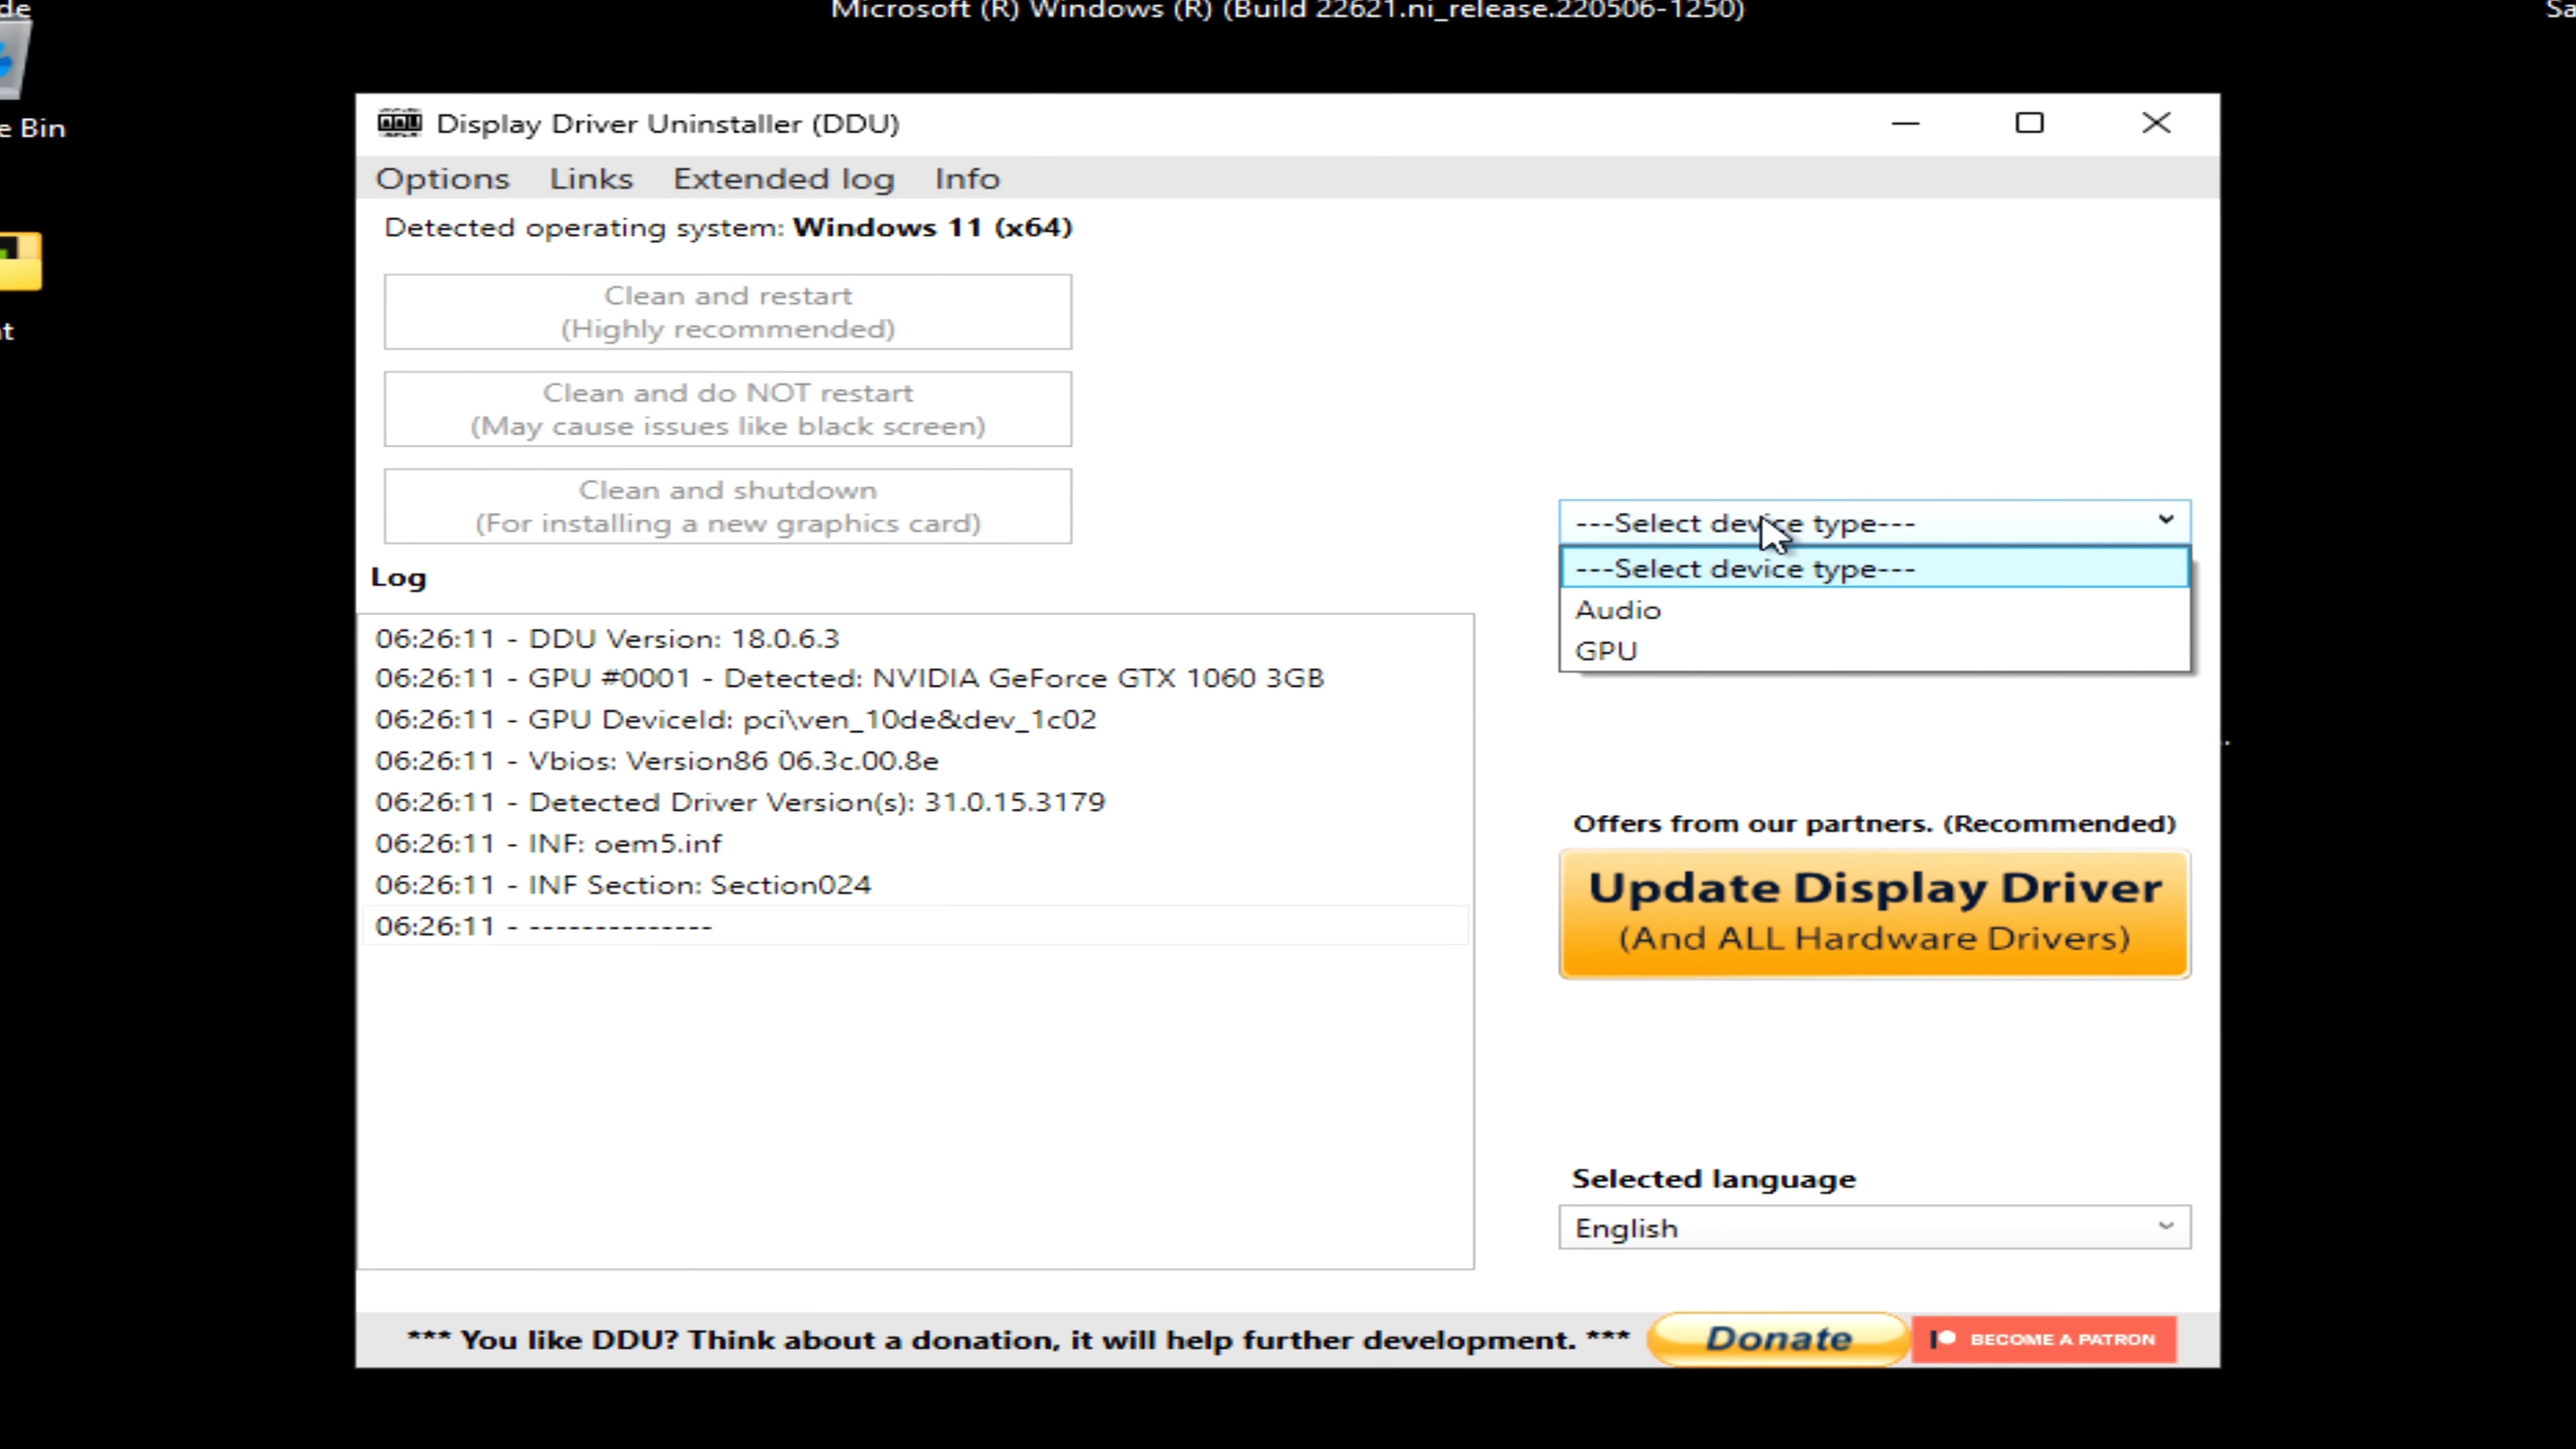 de
Microsoft (R) Windows (R) (Build 22621.ni_release.220506-1250)
Sa
e Bin
t
Display Driver Uninstaller (DDU)
Options Links Extended log Info
Detected operating system: Windows 11 (x64)
Clean and restart
(Highly recommended)
Clean and do NOT restart
(May cause issues like black screen)
Clean and shutdown
(For installing a new graphics card)
---Select device type---
---Select device type---
Audio
GPU
Log
06:26:11 - DDU Version: 18.0.6.3
06:26:11 - GPU #0001 - Detected: NVIDIA GeForce GTX 1060 3GB
06:26:11 - GPU DeviceId: pci\ven_10de&dev_1c02
06:26:11 - Vbios: Version86 06.3c.00.8e
06:26:11 - Detected Driver Version(s): 31.0.15.3179
06:26:11 - INF: oem5.inf
06:26:11 - INF Section: Section024
06:26:11 - --------------
Offers from our partners. (Recommended)
Update Display Driver
(And ALL Hardware Drivers)
Selected language
English
*** You like DDU? Think about a donation, it will help further development. ***
Donate
BECOME A PATRON